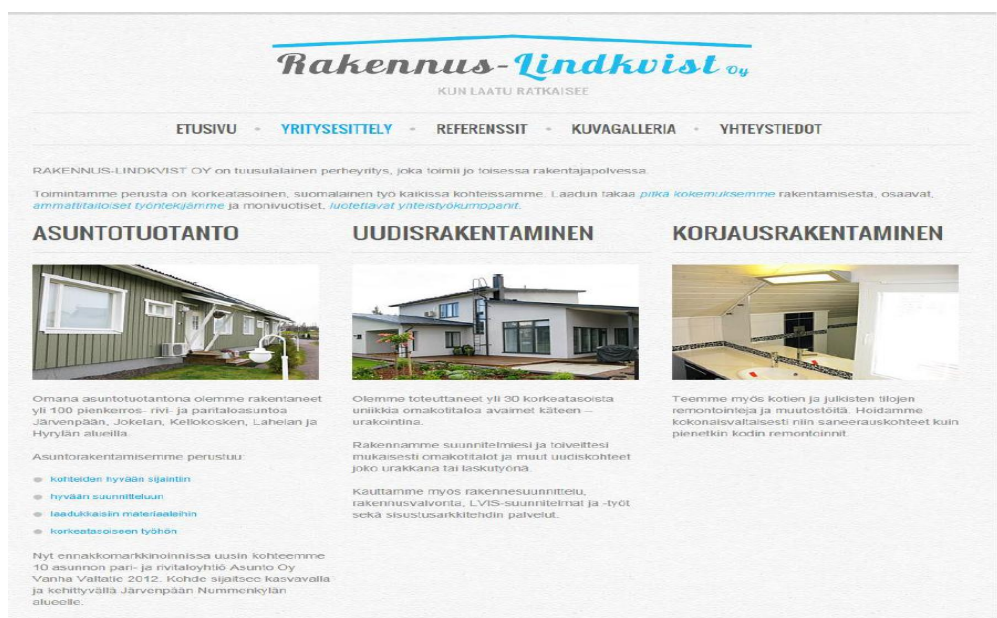 Rakennus-Lindkvist Oy
KUN LAATU RATKAISEE
ETUSIVU • YRITYSESITTELY • REFERENSSIT • KUVAGALLERIA • YHTEYSTIEDOT
RAKENNUS-LINDKVIST OY on tuusulalainen perheyritys, joka toimii jo toisessa rakentajapolvessa.
Toimintamme perusta on korkeatasoinen, suomalainen työ kaikissa kohteissamme. Laadun takaa pitkä kokemuksemme rakentamisesta, osaavat,
ammattitaitoiset työntekijämme ja monivuotiset, luotettavat yhteistyökumppanit.
ASUNTOTUOTANTO
Omana asuntotuotantona olemme rakentaneet
yli 100 pienkerros- rivi- ja paritaloasuntoa
Järvenpään, Jokelan, Kellokosken, Lahelan ja
Hyrylän alueilla.
Asuntorakentamisemme perustuu:
kohteiden hyvään sijaintiin
hyvään suunnitteluun
laadukkaisiin materiaaleihin
korkeatasoiseen työhön
Nyt ennakkomarkkinoinnissa uusin kohteemme
10 asunnon pari- ja rivitaloyhtiö Asunto Oy
Vanha Valtatie 2012. Kohde sijaitsee kasvavalla
ja kehittyvällä Järvenpään Nummenkylän
alueelle.
UUDISRAKENTAMINEN
Olemme toteuttaneet yli 30 korkeatasoista
uniikkia omakotitaloa avaimet käteen –
urakointina.
Rakennamme suunnitelmiesi ja toiveittesi
mukaisesti omakotitalot ja muut uudiskohteet
joko urakkana tai laskutyönä.
Kauttamme myös rakennesuunnittelu,
rakennusvalvonta, LVIS-suunnitelmat ja -työt
sekä sisustusarkkitehdin palvelut.
KORJAUSRAKENTAMINEN
Teemme myös kotien ja julkisten tilojen
remontointeja ja muutostöitä. Hoidamme
kokonaisvaltaisesti niin saneerauskohteet kuin
pienetkin kodin remontoinnit.